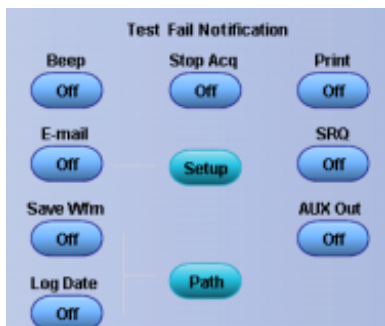 Test Fail Notification
Beep Stop Acq Print
Off Off Off
E-mail SRQ
Off Setup Off
Save Wfm AUX Out
Off Off
Log Date Path
Off